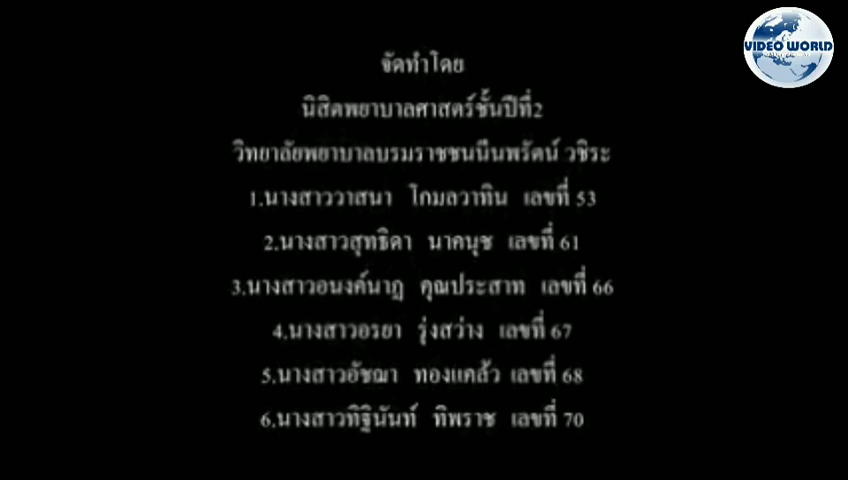 VIDEO WORLD
จัดทำโดย
นิสิตพยาบาลศาสตร์ชั้นปีที่2
วิทยาลัยพยาบาลบรมราชชนนีนพรัตน์ วชิระ
1.นางสาววาสนา โกมลวาทิน เลขที่ 53
2.นางสาวสุทธิดา นาคนุช เลขที่ 61
3.นางสาวอนงค์นาฏ คุณประสาท เลขที่ 66
4.นางสาวอรยา รุ่งสว่าง เลขที่ 67
5.นางสาวอัชฌา ทองแคล้ว เลขที่ 68
6.นางสาวทิฐินันท์ ทิพราช เลขที่ 70